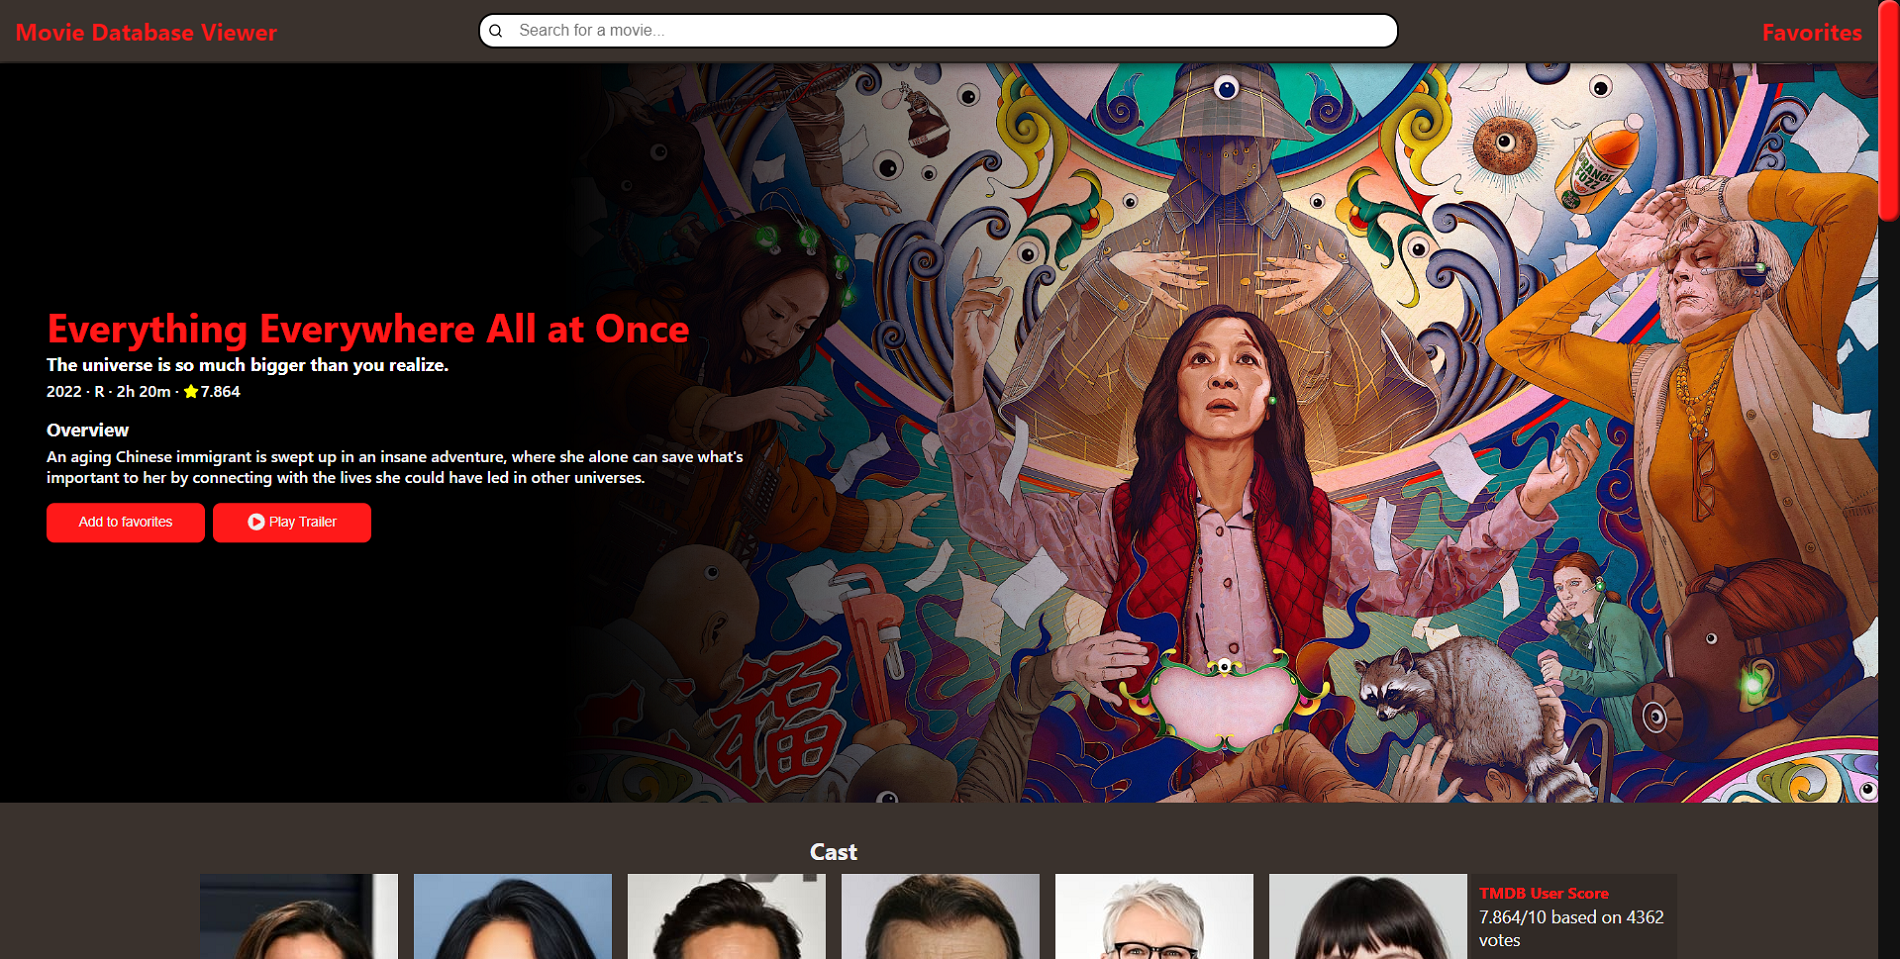 Movie Database Viewer
Search for a movie...
Favorites
ORANGE
FUZZ
Everything Everywhere All at Once
The universe is so much bigger than you realize.
2022 · R · 2h 20m · 7.864
Overview
An aging Chinese immigrant is swept up in an insane adventure, where she alone can save what's
important to her by connecting with the lives she could have led in other universes.
Add to favorites
Play Trailer
福
Cast
TMDB User Score
7.864/10 based on 4362
votes